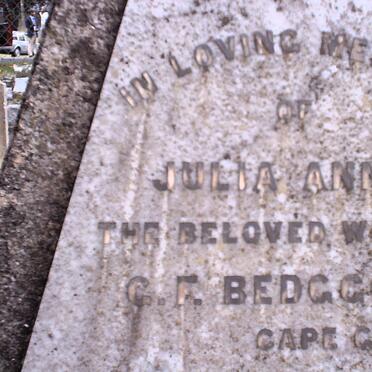 IN LOVING ME
OF
JULIA ANN
THE BELOVED W
G. F. BEDGG
CAPE